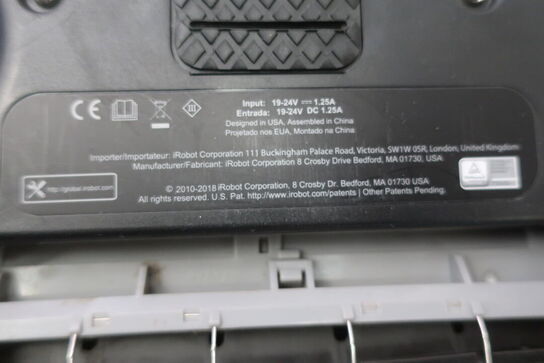 CE
III
Input: 19-24V ⎓ 1.25A
Entrada: 19-24V DC 1.25A
Designed in USA, Assembled in China
Projetado nos EUA, Montado na China
Importer/Importateur: iRobot Corporation 111 Buckingham Palace Road, Victoria, SW1W 0SR, London, United Kingdom
Manufacturer/Fabricant: iRobot Corporation 8 Crosby Drive Bedford, MA 01730, USA
http://global.irobot.com
© 2010-2018 iRobot Corporation, 8 Crosby Dr. Bedford, MA 01730 USA
All rights reserved. U.S. Pat. http://www.irobot.com/patents | Other Patents Pending.